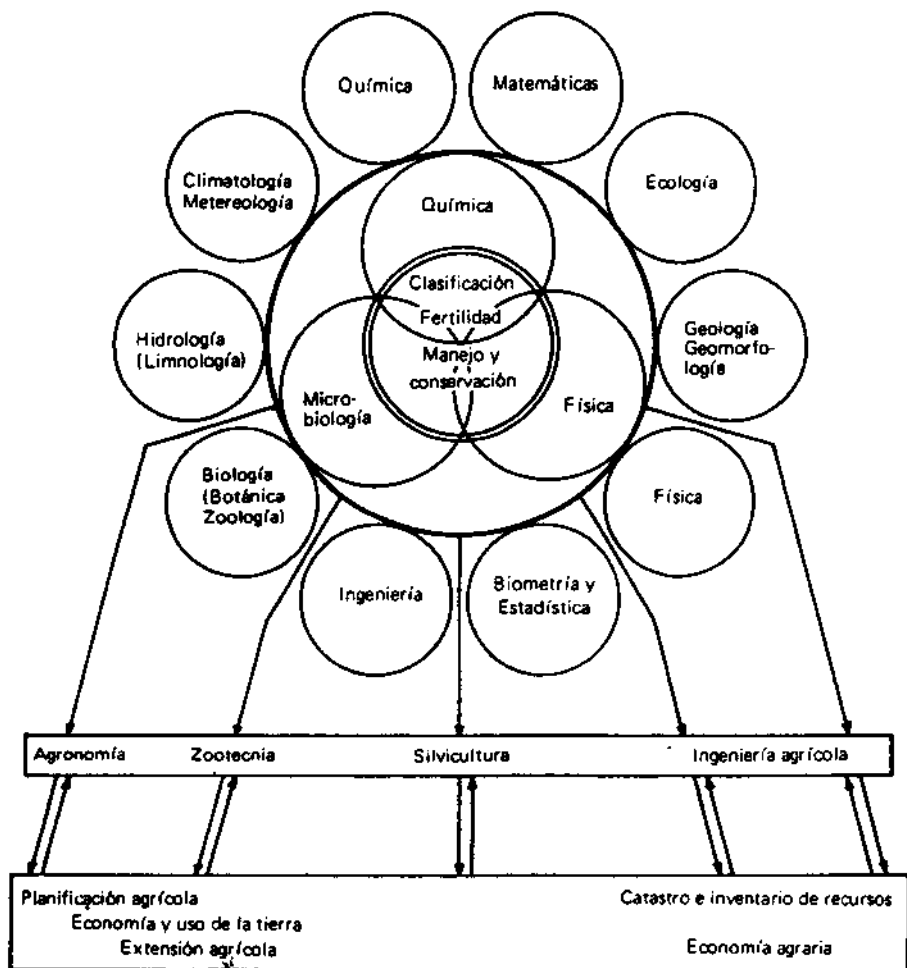 Química
Matemáticas
Climatología
Metereología
Ecología
Química
Clasificación
Fertilidad
Manejo y
conservación
Hidrología
(Limnología)
Geología
Geomorfo-
logía
Micro-
biología
Física
Biología
(Botánica
Zoología)
Física
Ingeniería
Biometría y
Estadística
Agronomía
Zootecnia
Silvicultura
Ingeniería agrícola
Planificación agrícola
Economía y uso de la tierra
Extensión agrícola
Catastro e inventario de recursos
Economía agraria